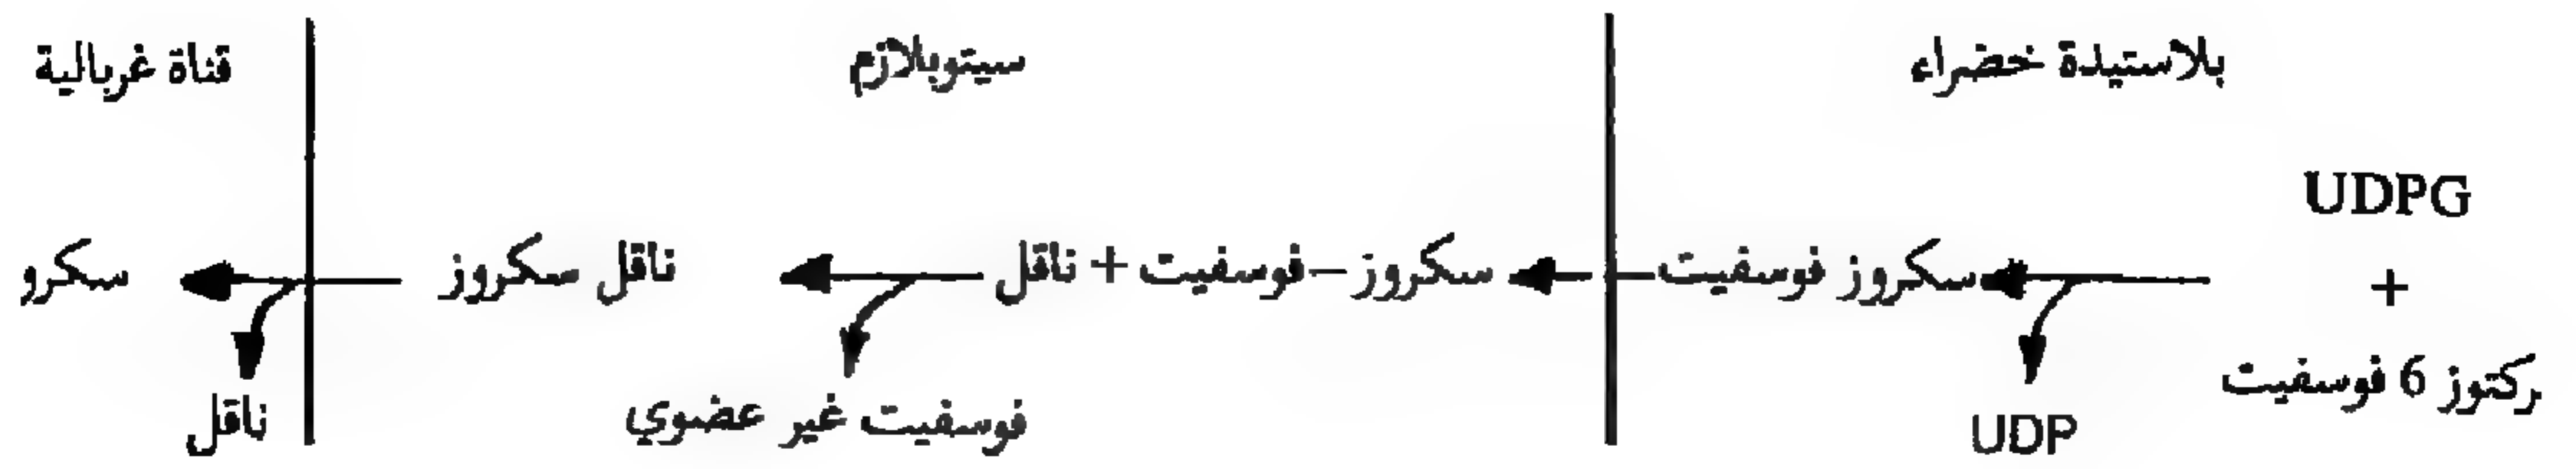 بلاستيدة خضراء
سيتوبلازم
قناة غربالية
UDPG
+
ركتوز 6 فوسفيت
UDP
سكروز فوسفيت
سكروز-فوسفيت + ناقل
فوسفيت غير عضوي
ناقل سكروز
ناقل
سكرو